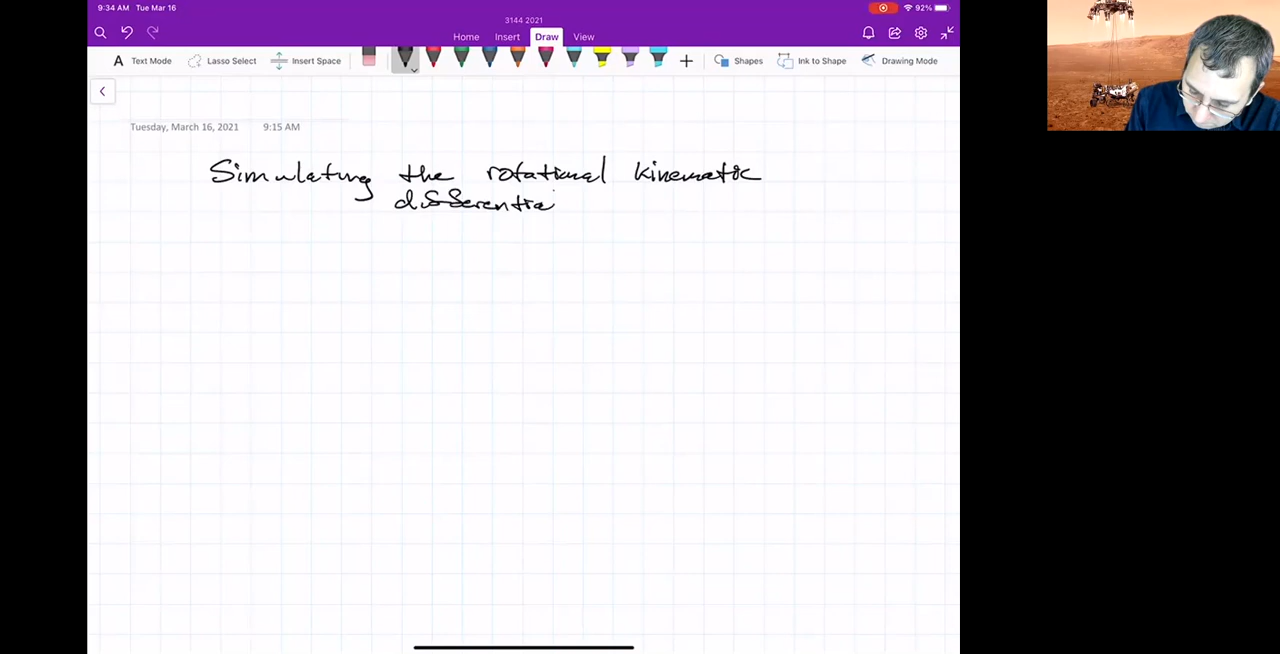 9:34 AM Tue Mar 16
92%
3144 2021
Home Insert Draw View
Text Mode Lasso Select Insert Space Shapes Ink to Shape Drawing Mode
Tuesday, March 16, 2021 9:15 AM
Simulating the rotational kinematic
differentia